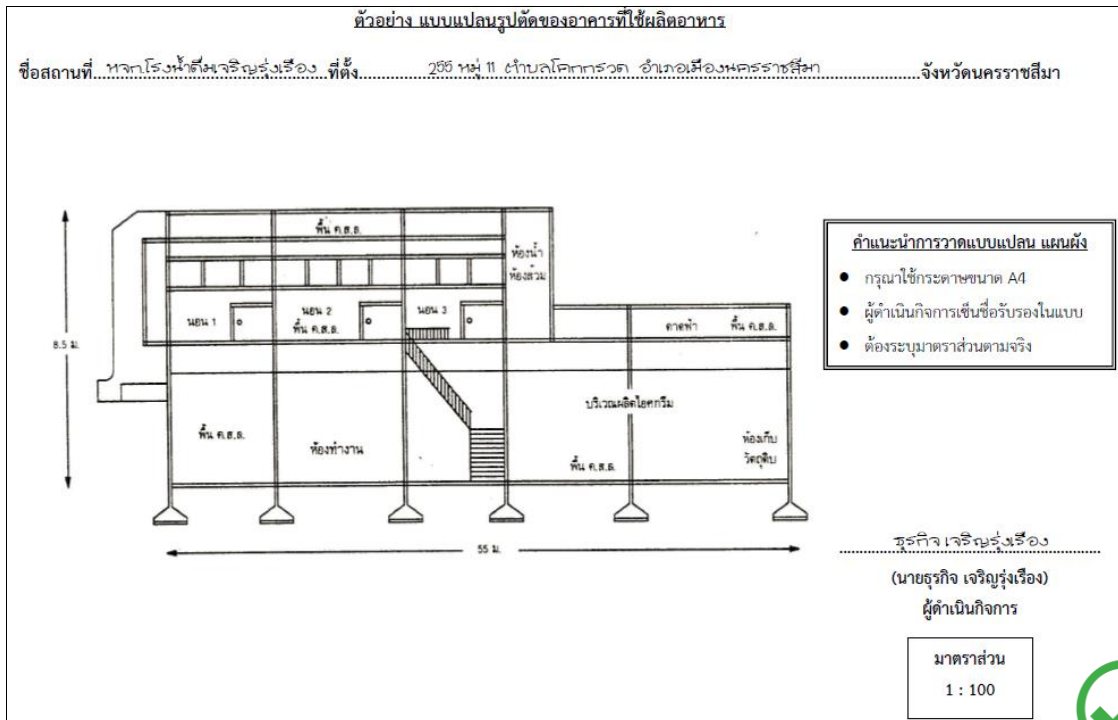 ตัวอย่าง แบบแปลนรูปตัดของอาคารที่ใช้ผลิตอาหาร
ชื่อสถานที่ หจก.โรงน้ำดื่มเจริญรุ่งเรือง ที่ตั้ง 255 หมู่ 11 ตำบลโคกกรวด อำเภอเมืองนครราชสีมา จังหวัดนครราชสีมา
พื้น ค.ส.ล.
ห้องน้ำ
ห้องส้วม
นอน 1
นอน 2
พื้น ค.ส.ล.
นอน 3
ดาดฟ้า พื้น ค.ส.ล.
8.5 ม.
พื้น ค.ส.ล.
ห้องทำงาน
บริเวณผลิตไอศกรีม
พื้น ค.ส.ล.
ห้องเก็บ
วัตถุดิบ
55 ม.
คำแนะนำการวาดแบบแปลน แผนผัง
● กรุณาใช้กระดาษขนาด A4
● ผู้ดำเนินกิจการเซ็นชื่อรับรองในแบบ
● ต้องระบุมาตราส่วนตามจริง
ธุรกิจ เจริญรุ่งเรือง
(นายธุรกิจ เจริญรุ่งเรือง)
ผู้ดำเนินกิจการ
มาตราส่วน
1 : 100